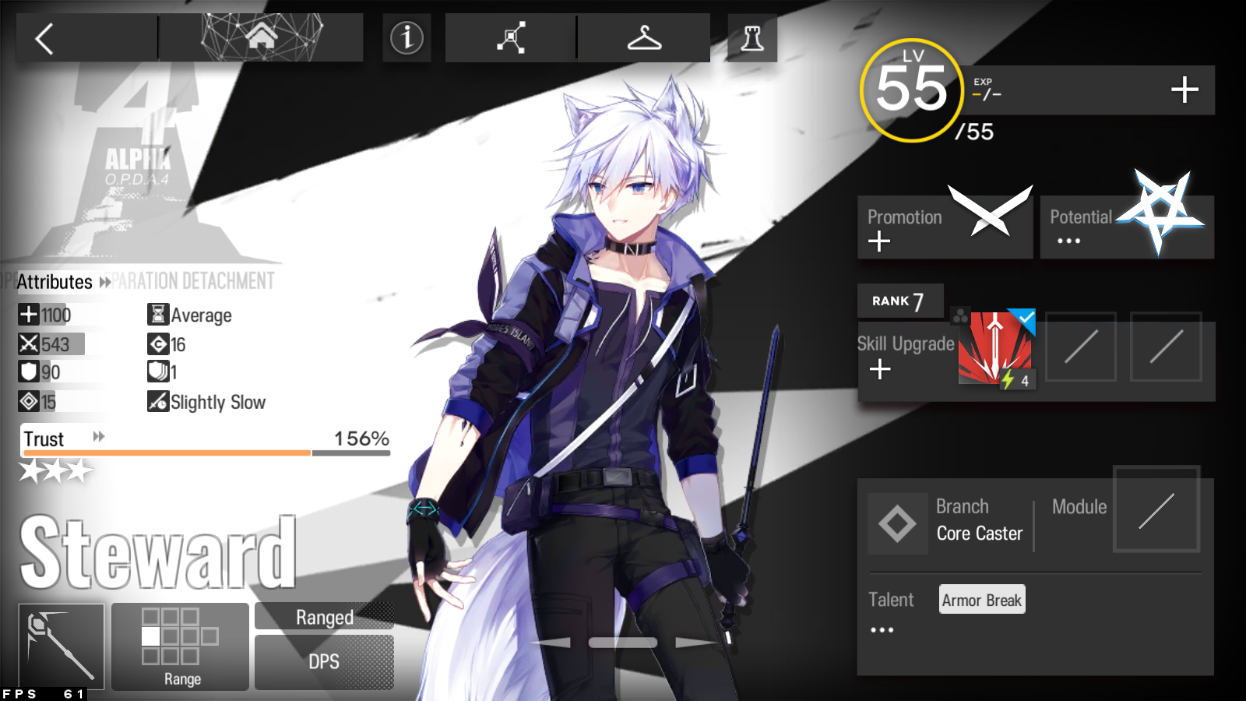 LV
55
/55
EXP
-/-
4
ALPHA
O.P.D.A.4
PARATION DETACHMENT
Attributes
1100
Average
543
16
90
1
15
Slightly Slow
Trust
156%
Steward
Range
Ranged
DPS
Promotion
Potential
RANK 7
Skill Upgrade
4
Branch
Core Caster
Module
Talent
Armor Break
FPS 61